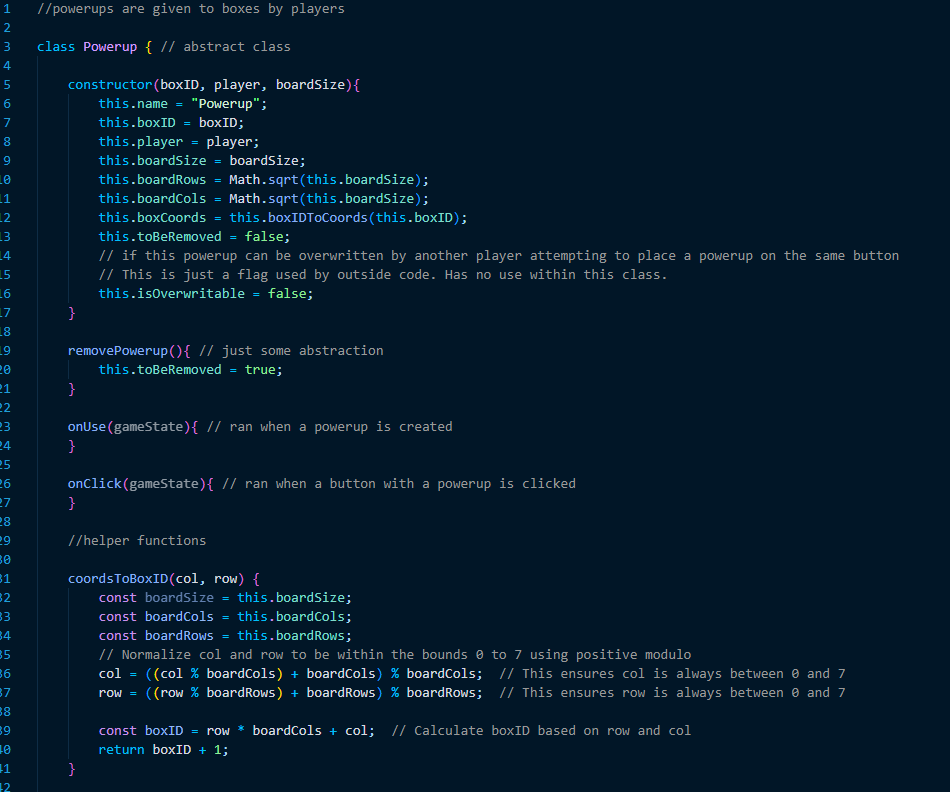 1 //powerups are given to boxes by players
2
3 class Powerup { // abstract class
4
5 constructor(boxID, player, boardSize){
6 this.name = "Powerup";
7 this.boxID = boxID;
8 this.player = player;
9 this.boardSize = boardSize;
10 this.boardRows = Math.sqrt(this.boardSize);
11 this.boardCols = Math.sqrt(this.boardSize);
12 this.boxCoords = this.boxIDToCoords(this.boxID);
13 this.toBeRemoved = false;
14 // if this powerup can be overwritten by another player attempting to place a powerup on the same button
15 // This is just a flag used by outside code. Has no use within this class.
16 this.isOverwritable = false;
17 }
18
19 removePowerup(){ // just some abstraction
20 this.toBeRemoved = true;
21 }
22
23 onUse(gameState){ // ran when a powerup is created
24 }
25
26 onClick(gameState){ // ran when a button with a powerup is clicked
27 }
28
29 //helper functions
30
31 coordsToBoxID(col, row) {
32 const boardSize = this.boardSize;
33 const boardCols = this.boardCols;
34 const boardRows = this.boardRows;
35 // Normalize col and row to be within the bounds 0 to 7 using positive modulo
36 col = ((col % boardCols) + boardCols) % boardCols;  // This ensures col is always between 0 and 7
37 row = ((row % boardRows) + boardRows) % boardRows;  // This ensures row is always between 0 and 7
38
39 const boxID = row * boardCols + col;  // Calculate boxID based on row and col
40 return boxID + 1;
41 }
42